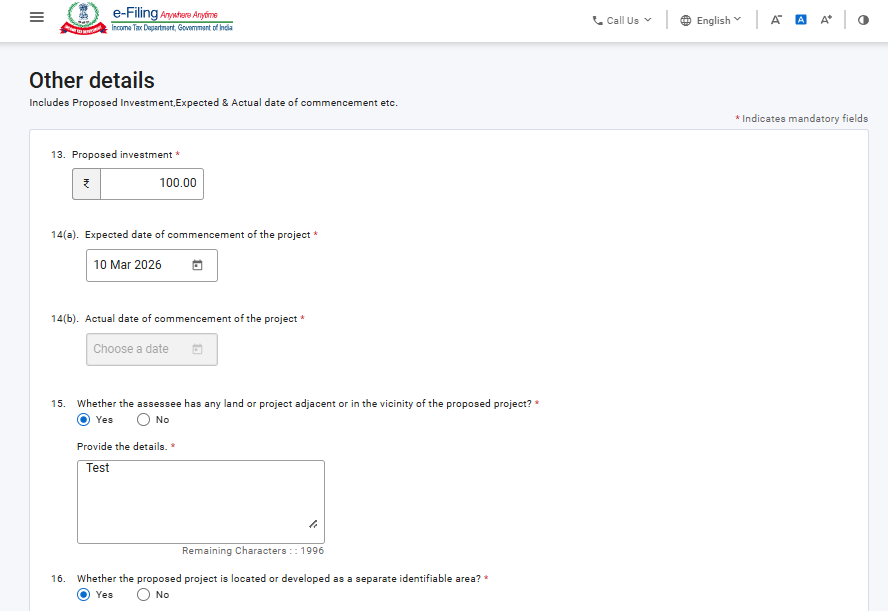 e-Filing Anywhere Anytime
Income Tax Department, Government of India
Call Us
English
A-
A
A+
Other details
Includes Proposed Investment,Expected & Actual date of commencement etc.
* Indicates mandatory fields
13. Proposed investment *
₹ 100.00
14(a). Expected date of commencement of the project *
10 Mar 2026
14(b). Actual date of commencement of the project *
Choose a date
15. Whether the assessee has any land or project adjacent or in the vicinity of the proposed project? *
Yes No
Provide the details. *
Test
Remaining Characters : : 1996
16. Whether the proposed project is located or developed as a separate identifiable area? *
Yes No